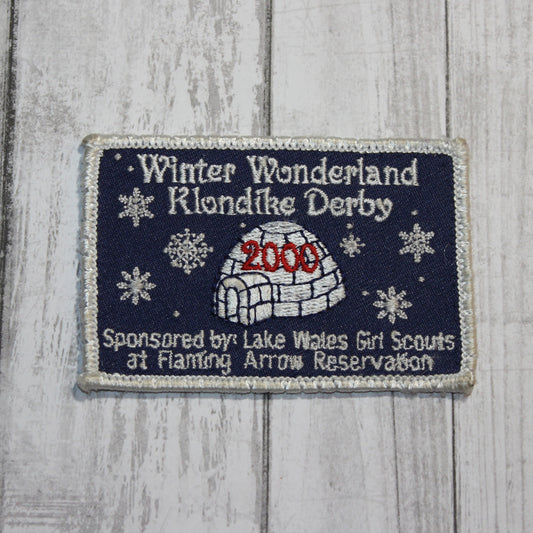 Winter Wonderland
Klondike Derby
2000
Sponsored by: Lake Wales Girl Scouts
at Flaming Arrow Reservation